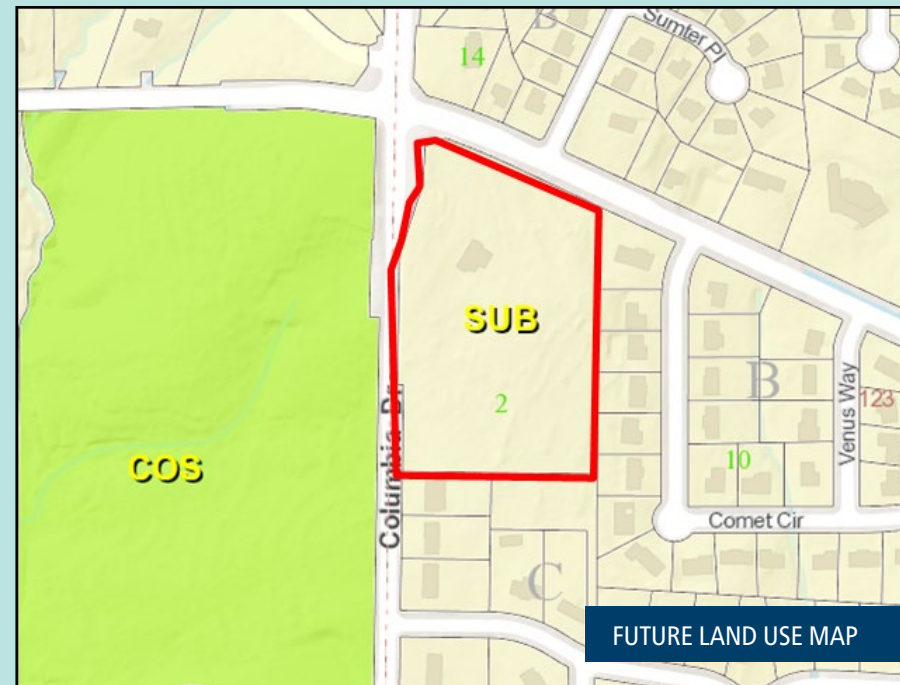 B
Sumter Pl
14
SUB
2
COS
Columbia Dr
B
Venus Way
123
10
Comet Cir
C
FUTURE LAND USE MAP